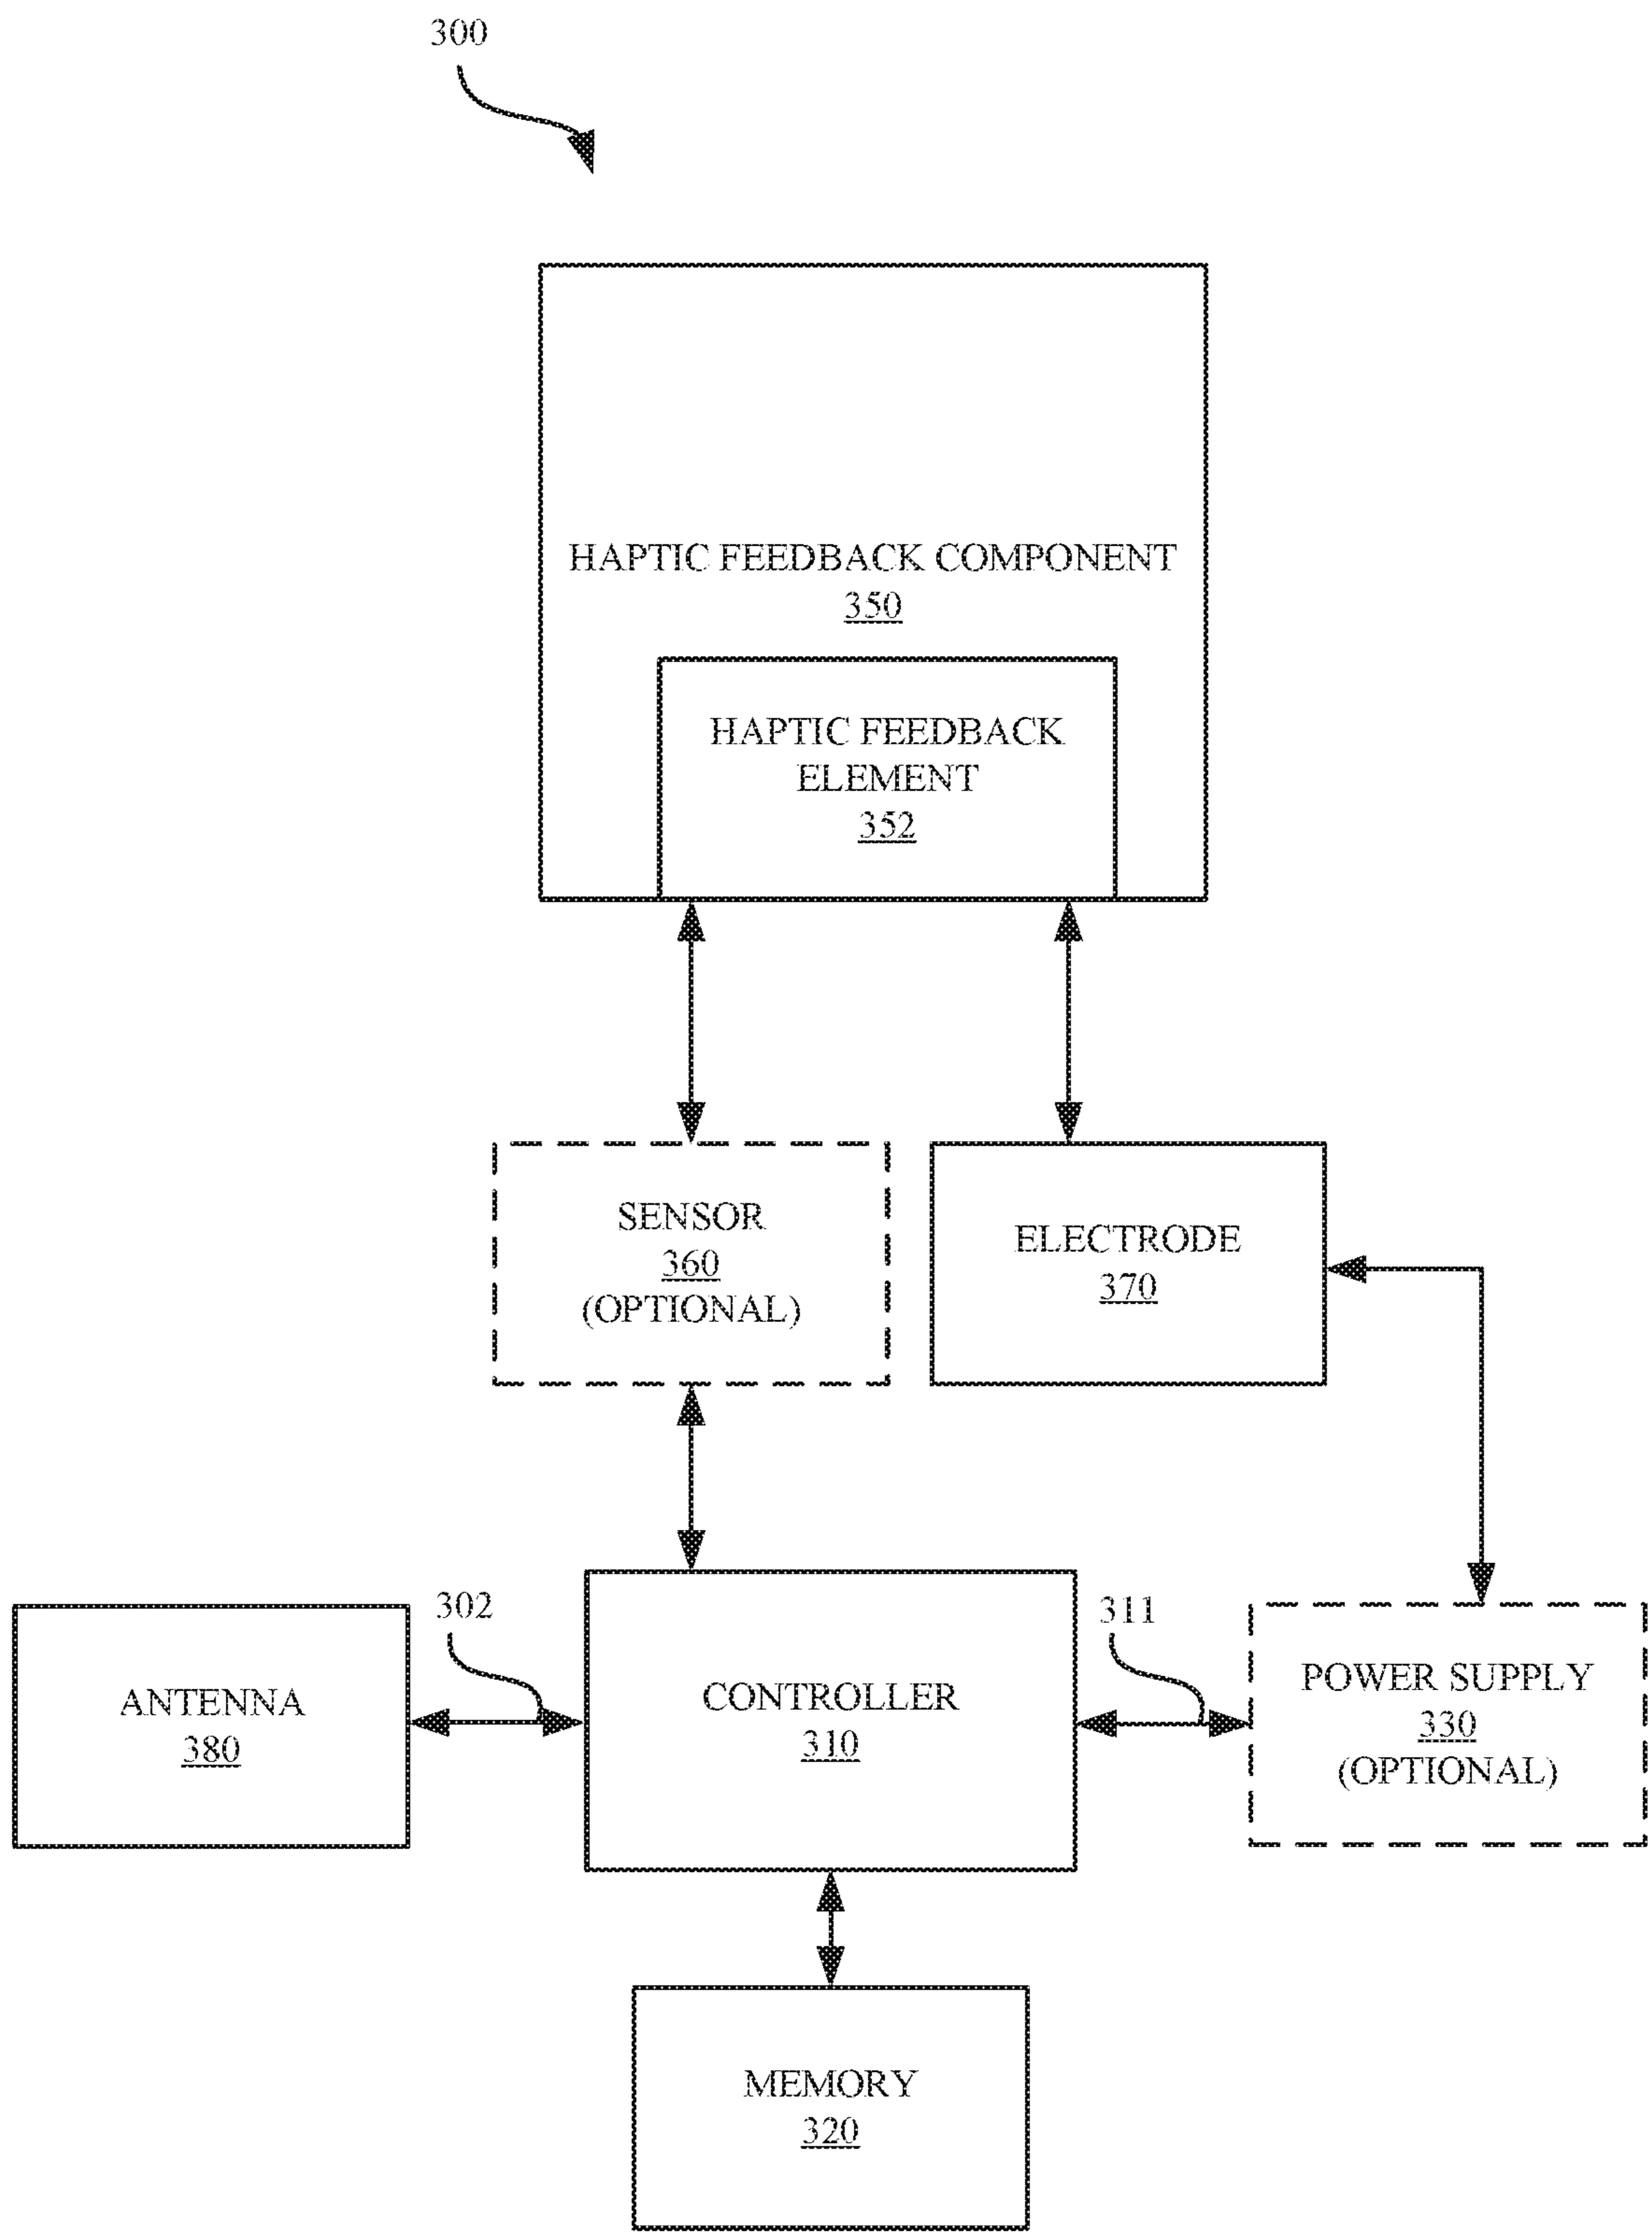 300
HAPTIC FEEDBACK COMPONENT
350
HAPTIC FEEDBACK
ELEMENT
352
SENSOR
360
(OPTIONAL)
ELECTRODE
370
302
311
ANTENNA
380
CONTROLLER
310
POWER SUPPLY
330
(OPTIONAL)
MEMORY
320